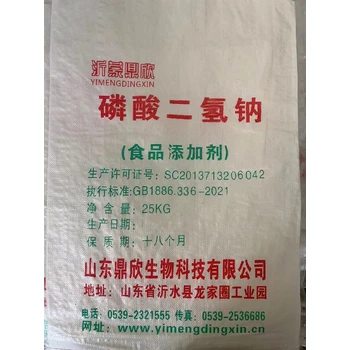 沂蒙鼎欣
YIMENGDINGXIN
磷酸二氢钠
(食品添加剂)
生产许可证号: SC2013713206042
执行标准:GB1886.336-2021
净 含 量: 25KG
生产日期:
保 质 期: 十八个月
山东鼎欣生物科技有限公司
地址: 山东省沂水县龙家圈工业园
电话: 0539-2321555 传真: 0539-2536686
网址: www.yimengdingxin.cn